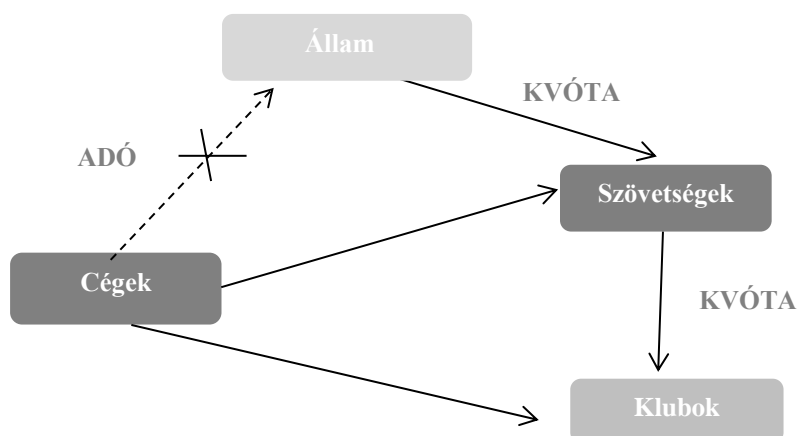 Állam
KVÓTA
ADÓ
Szövetségek
Cégek
KVÓTA
Klubok